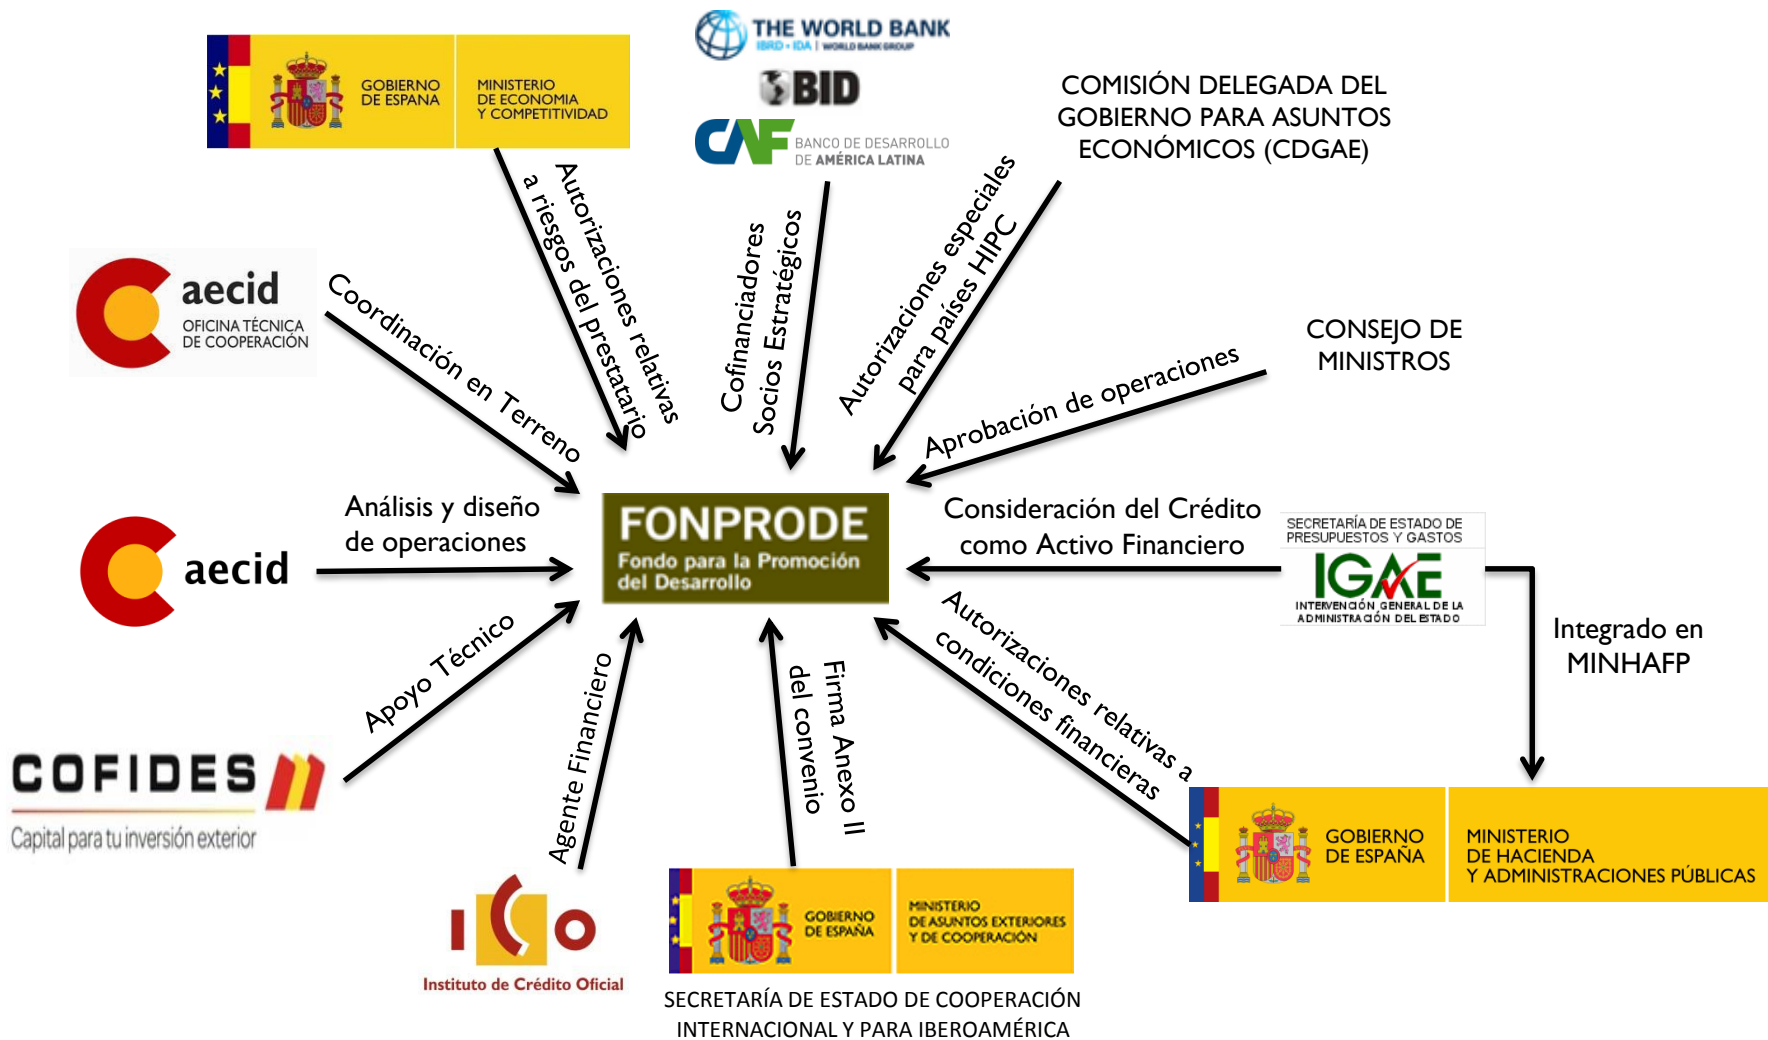 THE WORLD BANK
IBRD • IDA | WORLD BANK GROUP
BID
CAF
BANCO DE DESARROLLO
DE AMÉRICA LATINA
GOBIERNO
DE ESPAÑA
MINISTERIO
DE ECONOMIA
Y COMPETITIVIDAD
COMISIÓN DELEGADA DEL
GOBIERNO PARA ASUNTOS
ECONÓMICOS (CDGAE)
Autorizaciones relativas
a riesgos del prestatario
Cofinanciadores
Socios Estratégicos
Autorizaciones especiales
para países HIPC
aecid
OFICINA TÉCNICA
DE COOPERACIÓN
Coordinación en Terreno
CONSEJO DE
MINISTROS
Aprobación de operaciones
aecid
Análisis y diseño
de operaciones
FONPRODE
Fondo para la Promoción
del Desarrollo
Consideración del Crédito
como Activo Financiero
SECRETARÍA DE ESTADO DE
PRESUPUESTOS Y GASTOS
IGAE
INTERVENCIÓN GENERAL DE LA
ADMINISTRACIÓN DEL ESTADO
Integrado en
MINHAFP
Apoyo Técnico
COFIDES
Capital para tu inversión exterior
Agente Financiero
Firma Anexo II
del convenio
Autorizaciones relativas a
condiciones financieras
GOBIERNO
DE ESPAÑA
MINISTERIO
DE HACIENDA
Y ADMINISTRACIONES PÚBLICAS
ICO
Instituto de Crédito Oficial
GOBIERNO
DE ESPAÑA
MINISTERIO
DE ASUNTOS EXTERIORES
Y DE COOPERACIÓN
SECRETARÍA DE ESTADO DE COOPERACIÓN
INTERNACIONAL Y PARA IBEROAMÉRICA